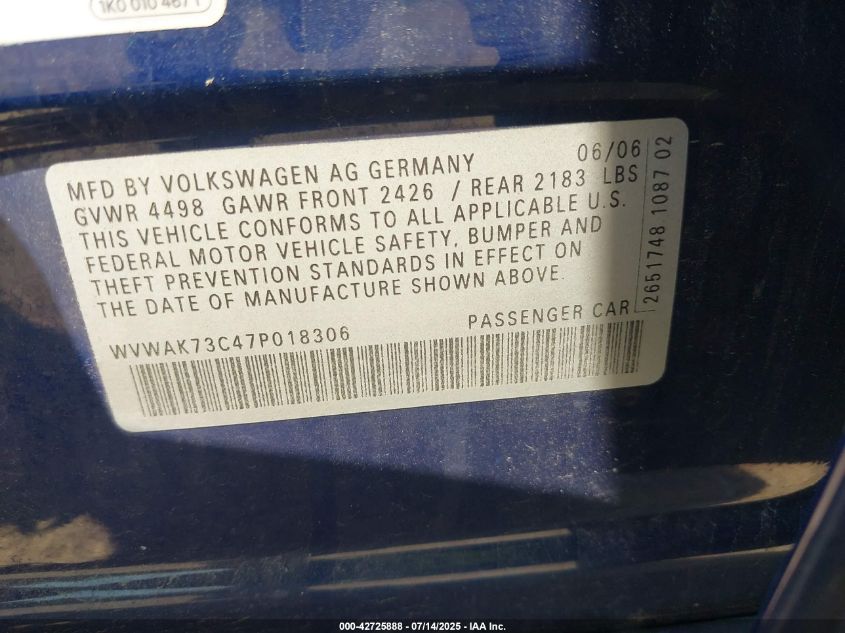 1K0 010 467 1
MFD BY VOLKSWAGEN AG GERMANY 06/06
GVWR 4498 GAWR FRONT 2426 / REAR 2183 LBS
THIS VEHICLE CONFORMS TO ALL APPLICABLE U.S.
FEDERAL MOTOR VEHICLE SAFETY, BUMPER AND
THEFT PREVENTION STANDARDS IN EFFECT ON
THE DATE OF MANUFACTURE SHOWN ABOVE.
WVWAK73C47P018306 PASSENGER CAR
2651748 1087 02
000-42725888 - 07/14/2025 - IAA Inc.